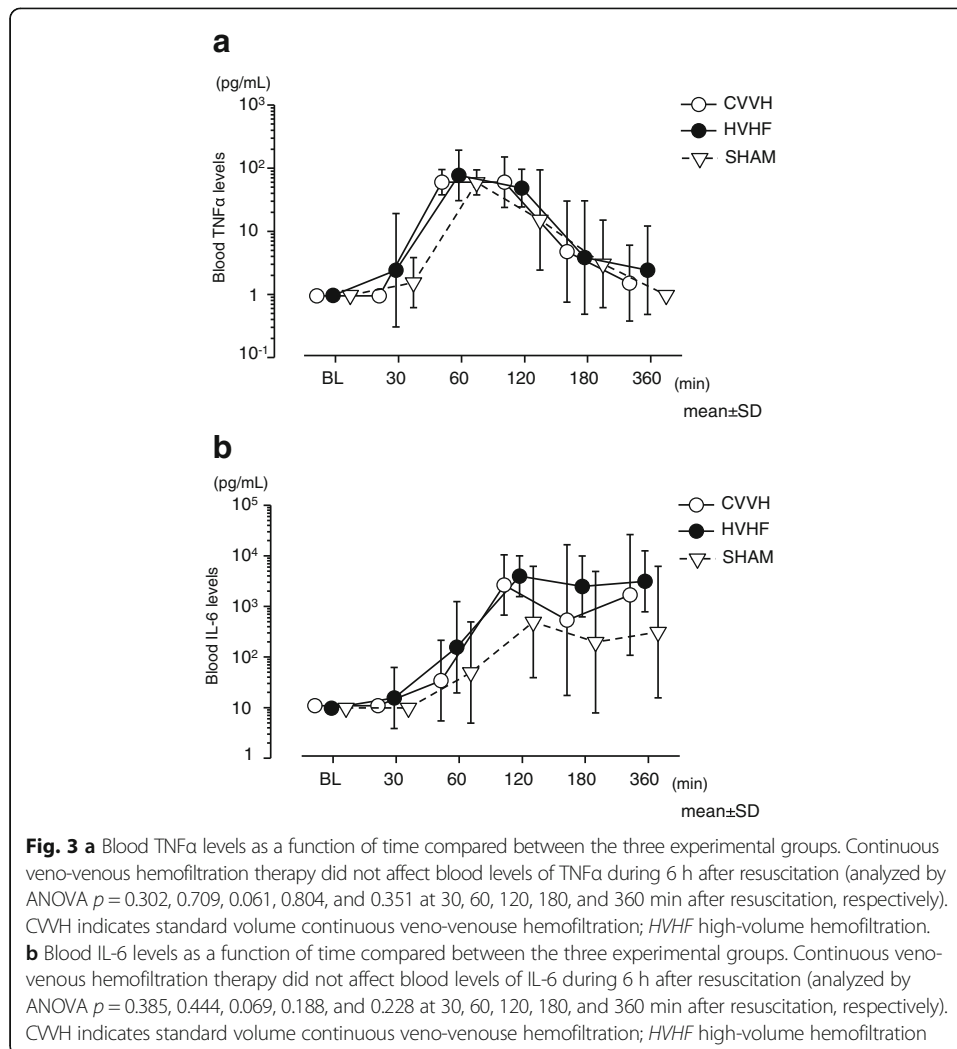 a
(pg/mL)
10³
10²
10
1
10⁻¹
Blood TNFα levels
CVVH
HVHF
SHAM
BL 30 60 120 180 360 (min)
mean±SD
b
(pg/mL)
10⁵
10⁴
10³
10²
10
1
Blood IL-6 levels
CVVH
HVHF
SHAM
BL 30 60 120 180 360 (min)
mean±SD
Fig. 3 a Blood TNFα levels as a function of time compared between the three experimental groups. Continuous
veno-venous hemofiltration therapy did not affect blood levels of TNFα during 6 h after resuscitation (analyzed by
ANOVA p = 0.302, 0.709, 0.061, 0.804, and 0.351 at 30, 60, 120, 180, and 360 min after resuscitation, respectively).
CVVH indicates standard volume continuous veno-venouse hemofiltration; HVHF high-volume hemofiltration.
b Blood IL-6 levels as a function of time compared between the three experimental groups. Continuous veno-
venous hemofiltration therapy did not affect blood levels of IL-6 during 6 h after resuscitation (analyzed by
ANOVA p = 0.385, 0.444, 0.069, 0.188, and 0.228 at 30, 60, 120, 180, and 360 min after resuscitation, respectively).
CVVH indicates standard volume continuous veno-venouse hemofiltration; HVHF high-volume hemofiltration